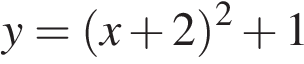 y = (x + 2)² + 1